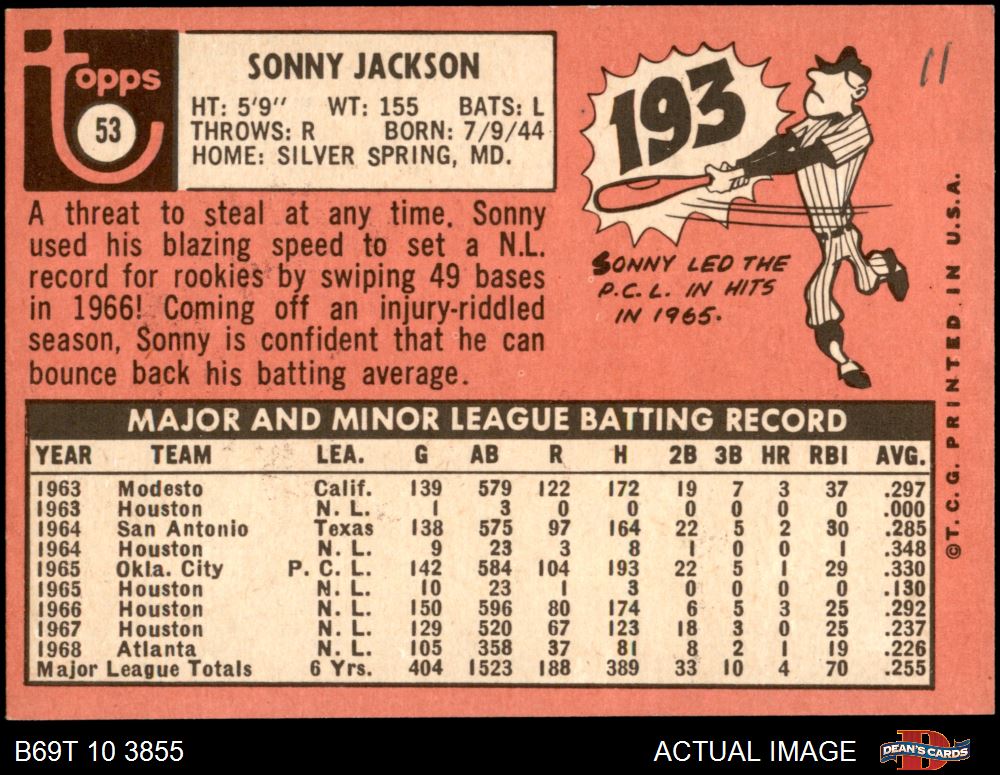 Topps
53
SONNY JACKSON
HT: 5'9" WT: 155 BATS: L
THROWS: R BORN: 7/9/44
HOME: SILVER SPRING, MD.
A threat to steal at any time, Sonny
used his blazing speed to set a N.L.
record for rookies by swiping 49 bases
in 1966! Coming off an injury-riddled
season, Sonny is confident that he can
bounce back his batting average.
193
SONNY LED THE
P.C.L. IN HITS
IN 1965.
11
©T.C.G. PRINTED IN U.S.A.
MAJOR AND MINOR LEAGUE BATTING RECORD
YEAR TEAM LEA. G AB R H 2B 3B HR RBI AVG.
1963 Modesto Calif. 139 579 122 172 19 7 3 37 .297
1963 Houston N. L. 1 3 0 0 0 0 0 0 .000
1964 San Antonio Texas 138 575 97 164 22 5 2 30 .285
1964 Houston N. L. 9 23 3 8 1 0 0 1 .348
1965 Okla. City P. C. L. 142 584 104 193 22 5 1 29 .330
1965 Houston N. L. 10 23 1 3 0 0 0 0 .130
1966 Houston N. L. 150 596 80 174 6 5 3 25 .292
1967 Houston N. L. 129 520 67 123 18 3 0 25 .237
1968 Atlanta N. L. 105 358 37 81 8 2 1 19 .226
Major League Totals 6 Yrs. 404 1523 188 389 33 10 4 70 .255
B69T 10 3855
ACTUAL IMAGE
D
DEAN'S CARDS